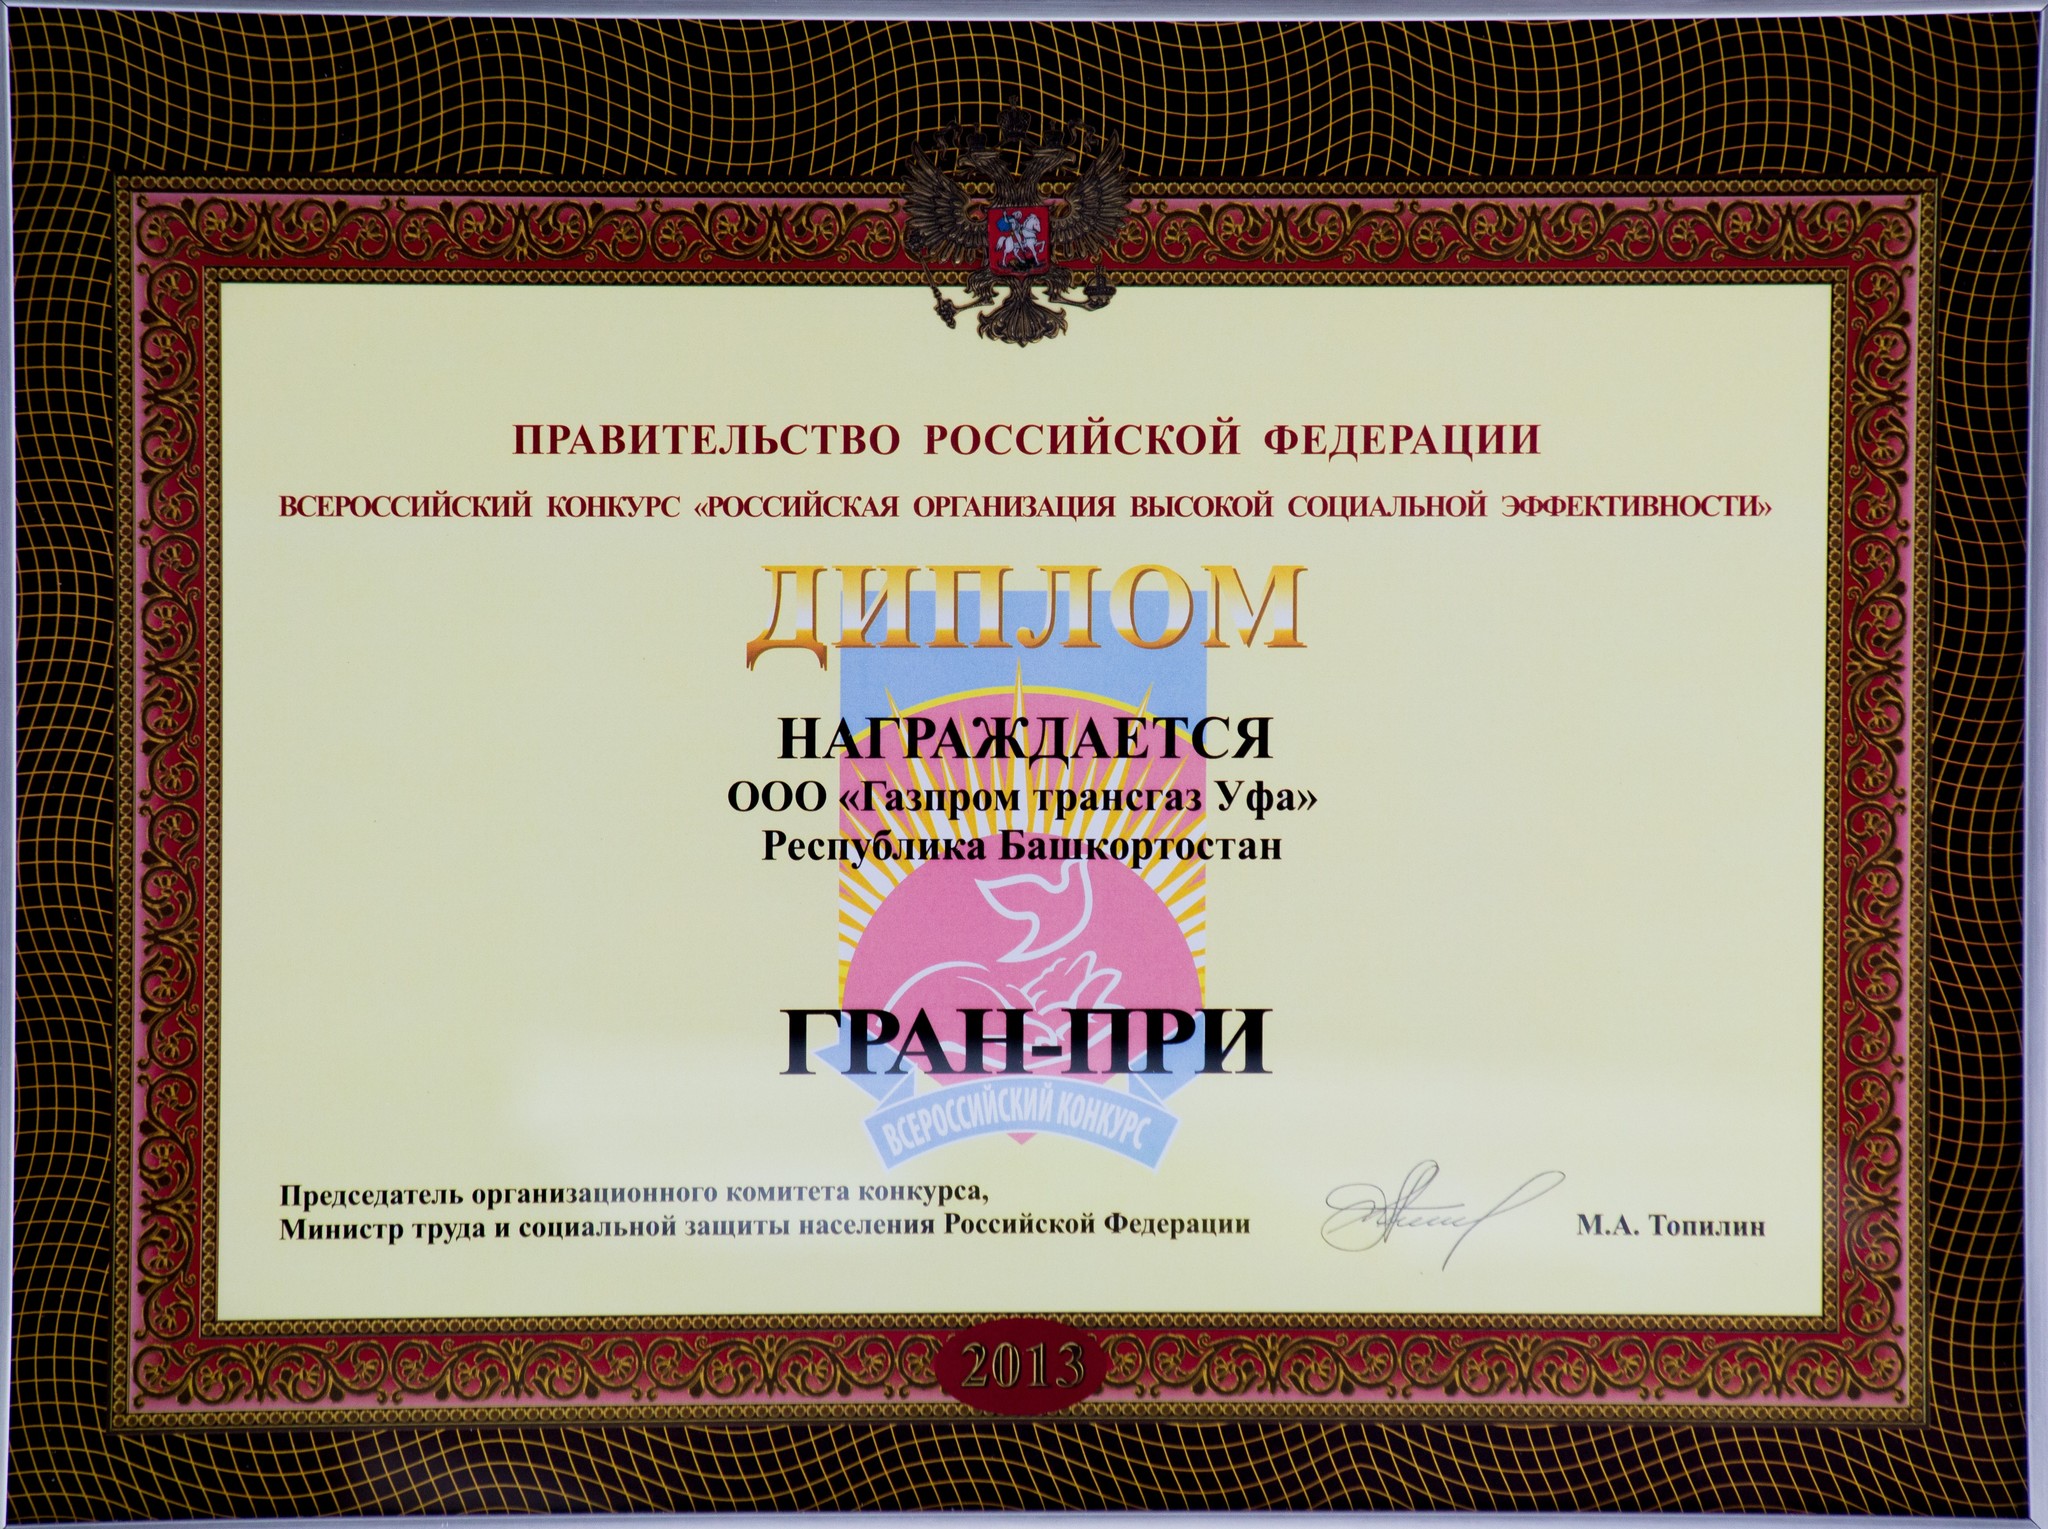 ПРАВИТЕЛЬСТВО РОССИЙСКОЙ ФЕДЕРАЦИИ
ВСЕРОССИЙСКИЙ КОНКУРС «РОССИЙСКАЯ ОРГАНИЗАЦИЯ ВЫСОКОЙ СОЦИАЛЬНОЙ ЭФФЕКТИВНОСТИ»
ДИПЛОМ
НАГРАЖДАЕТСЯ
ООО «Газпром трансгаз Уфа»
Республика Башкортостан
ГРАН-ПРИ
ВСЕРОССИЙСКИЙ КОНКУРС
Председатель организационного комитета конкурса,
Министр труда и социальной защиты населения Российской Федерации
М.А. Топилин
2013